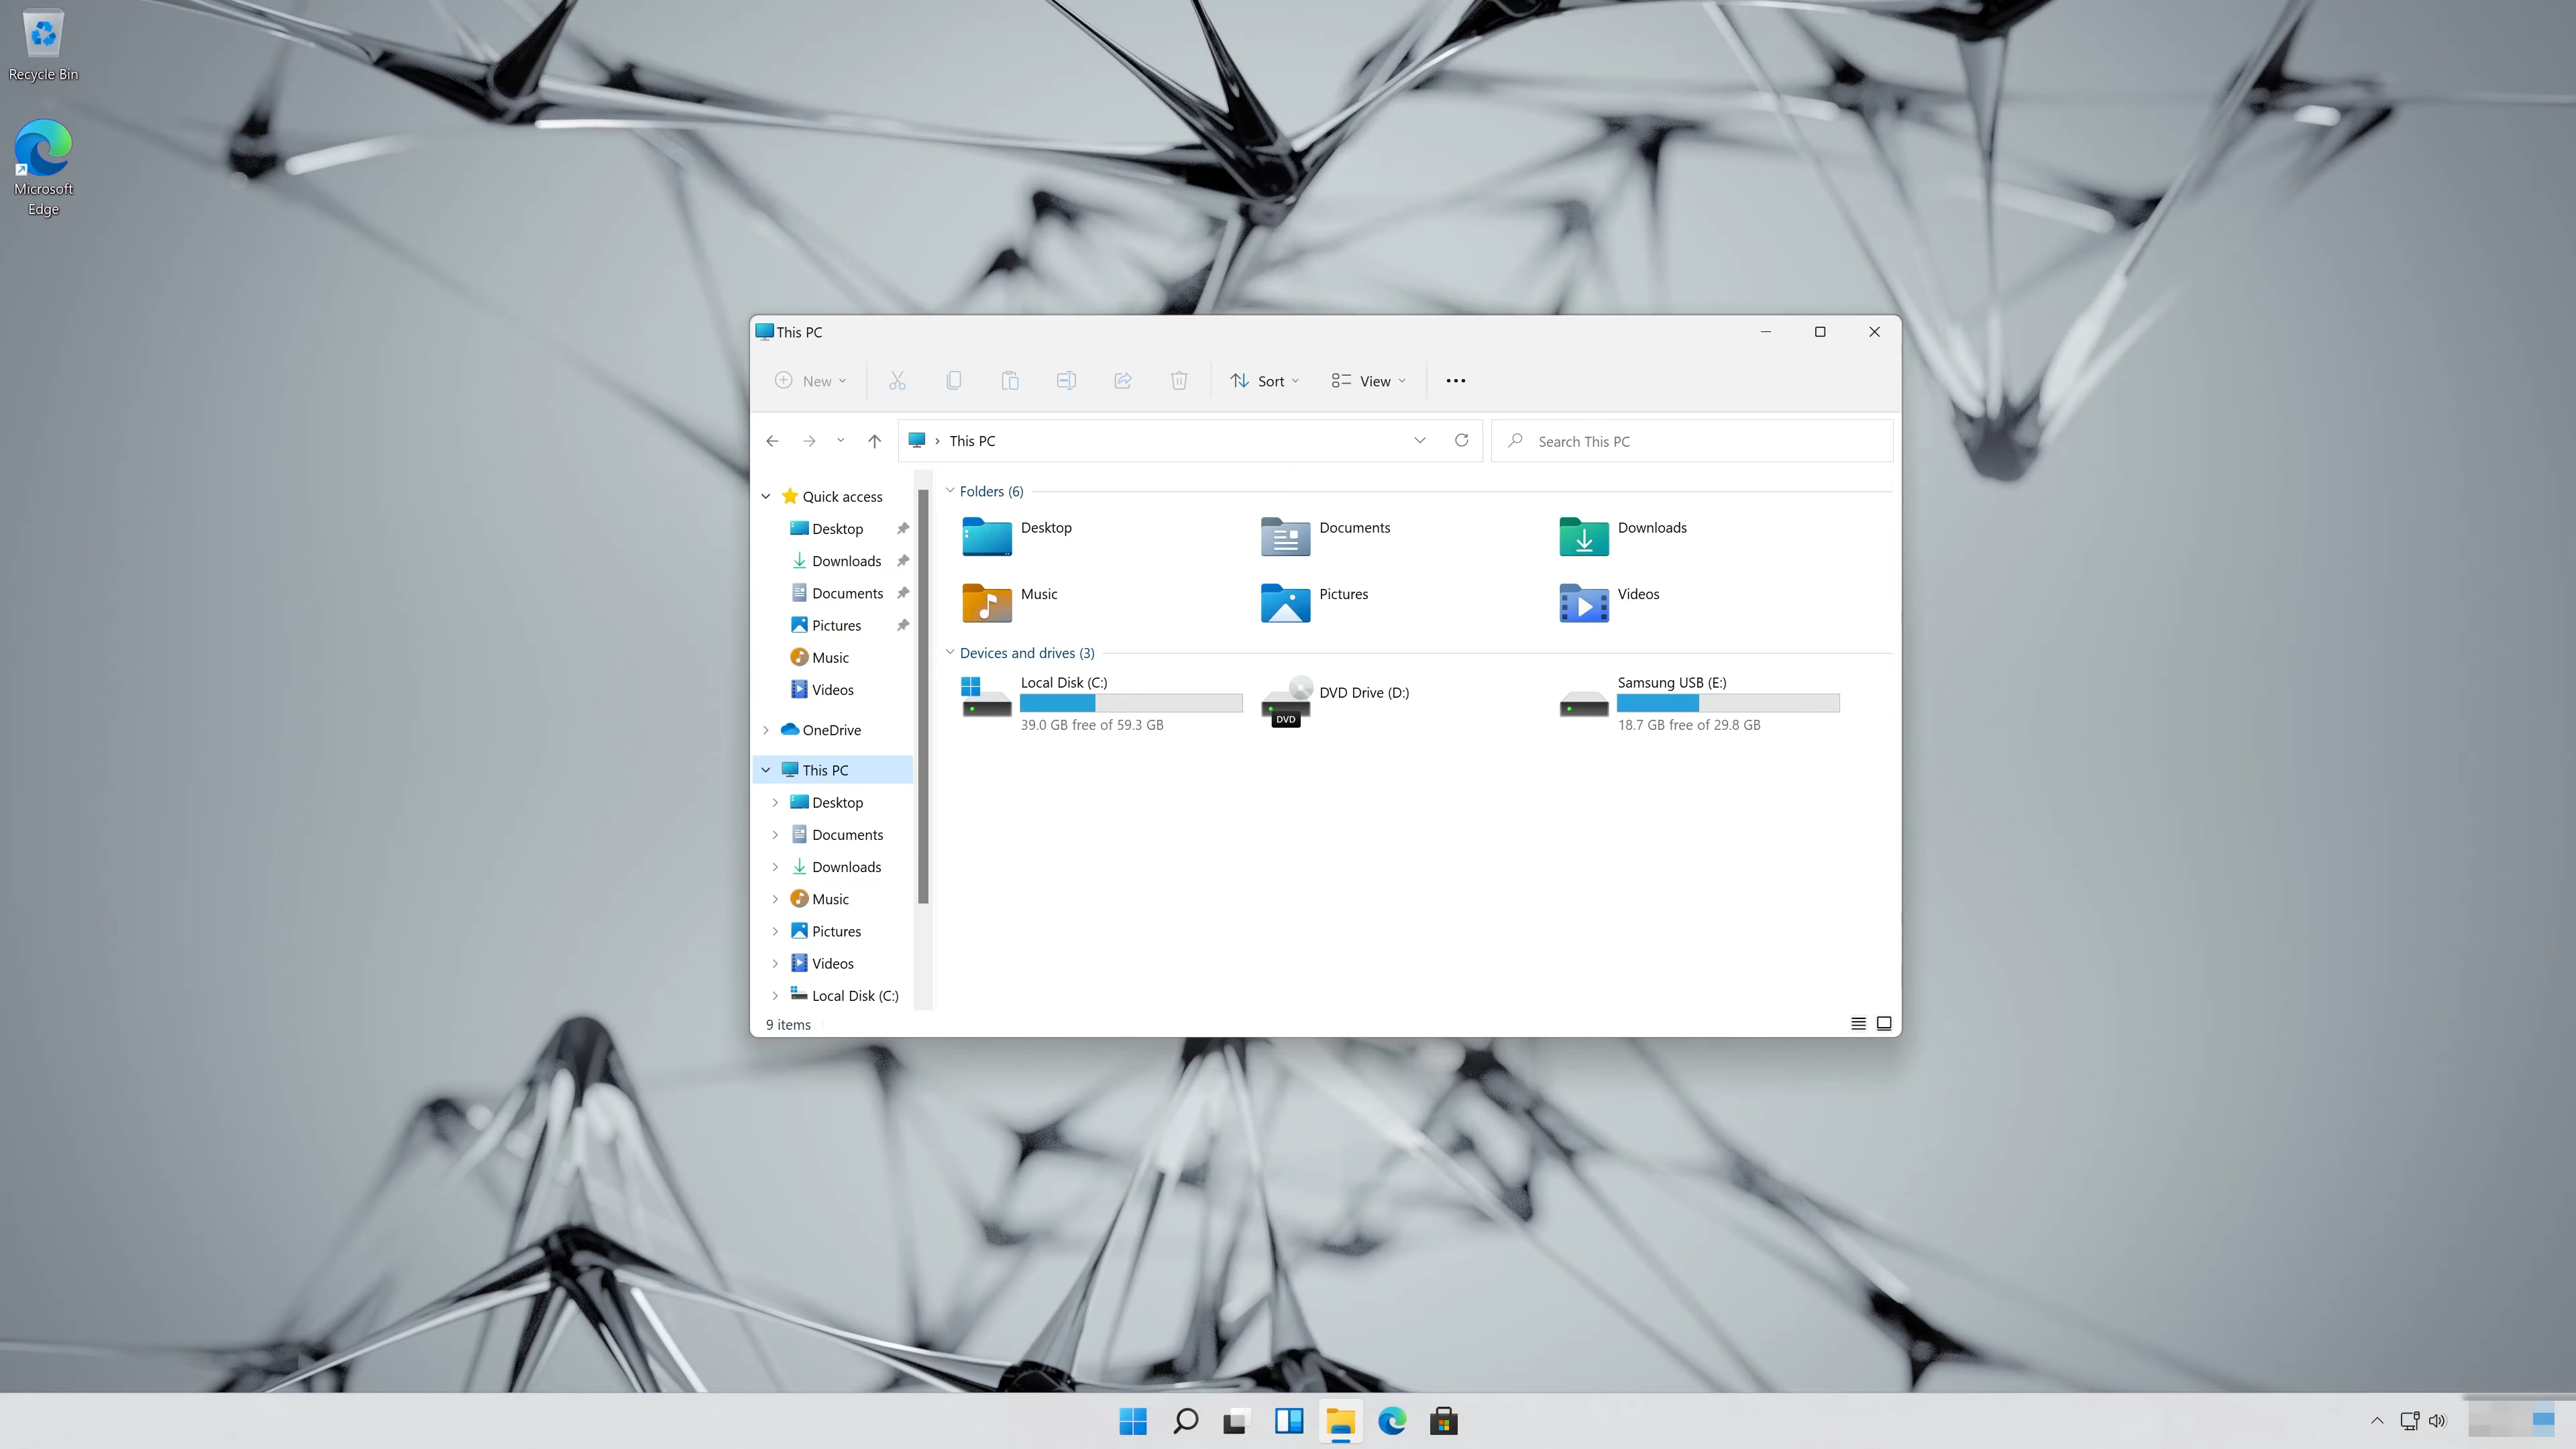 Recycle Bin
Microsoft
Edge
This PC
New
Sort
View
This PC
Search This PC
Quick access
Desktop
Downloads
Documents
Pictures
Music
Videos
OneDrive
This PC
Desktop
Documents
Downloads
Music
Pictures
Videos
Local Disk (C:)
Folders (6)
Desktop
Documents
Downloads
Music
Pictures
Videos
Devices and drives (3)
Local Disk (C:)
39.0 GB free of 59.3 GB
DVD Drive (D:)
DVD
Samsung USB (E:)
18.7 GB free of 29.8 GB
9 items